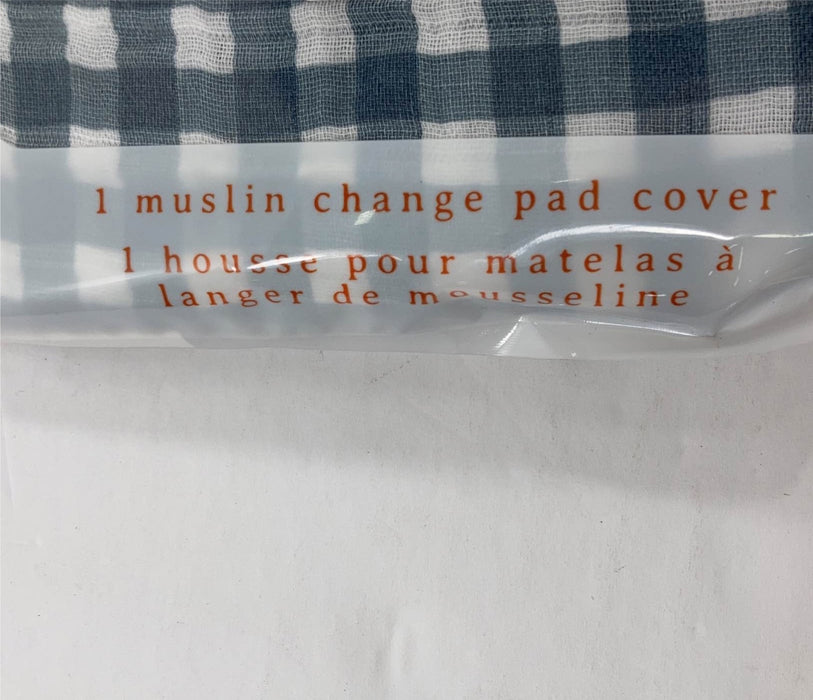 1 muslin change pad cover
1 housse pour matelas à
langer de mousseline